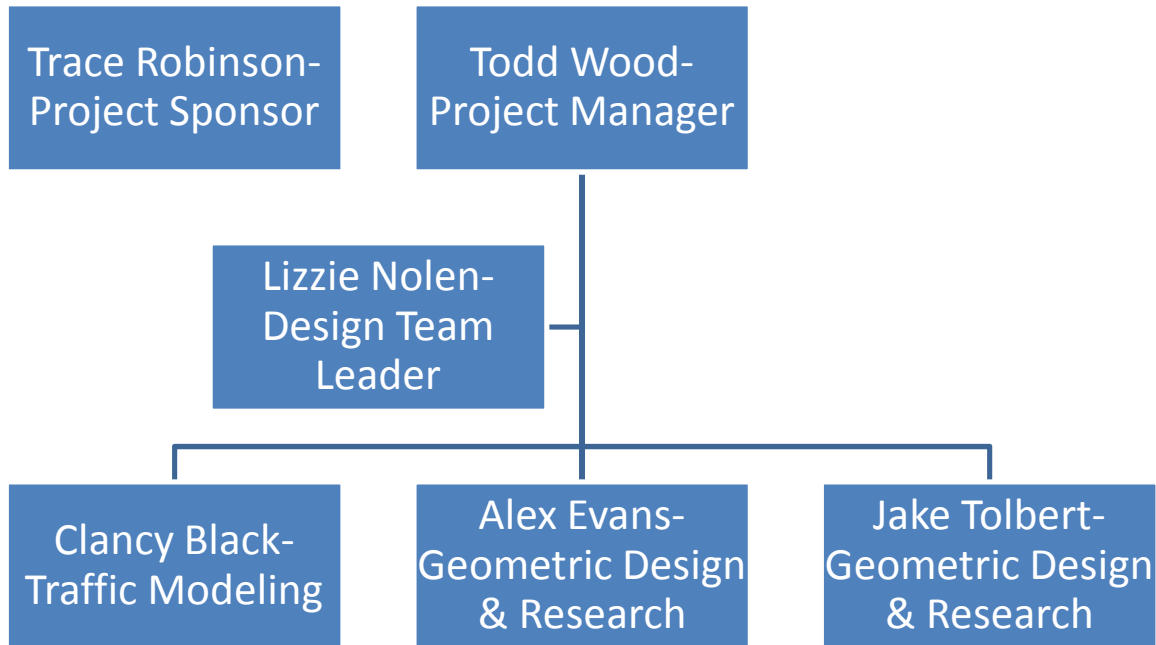 Trace Robinson-
Project Sponsor
Todd Wood-
Project Manager
Lizzie Nolen-
Design Team
Leader
Clancy Black-
Traffic Modeling
Alex Evans-
Geometric Design
& Research
Jake Tolbert-
Geometric Design
& Research